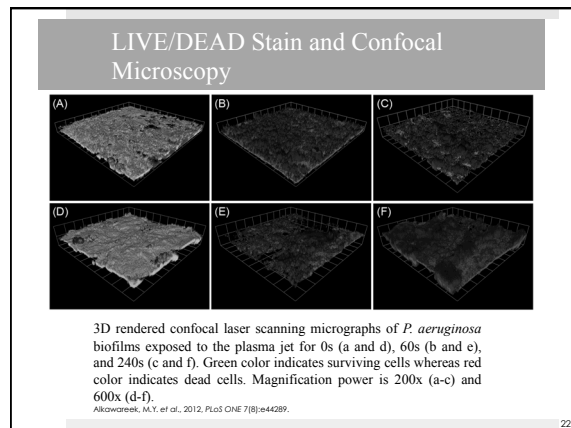 LIVE/DEAD Stain and Confocal
Microscopy
(A)
(B)
(C)
(D)
(E)
(F)
3D rendered confocal laser scanning micrographs of P. aeruginosa
biofilms exposed to the plasma jet for 0s (a and d), 60s (b and e),
and 240s (c and f). Green color indicates surviving cells whereas red
color indicates dead cells. Magnification power is 200x (a-c) and
600x (d-f).
Alkawareek, M.Y. et al., 2012, PLoS ONE 7(8):e44289.
22